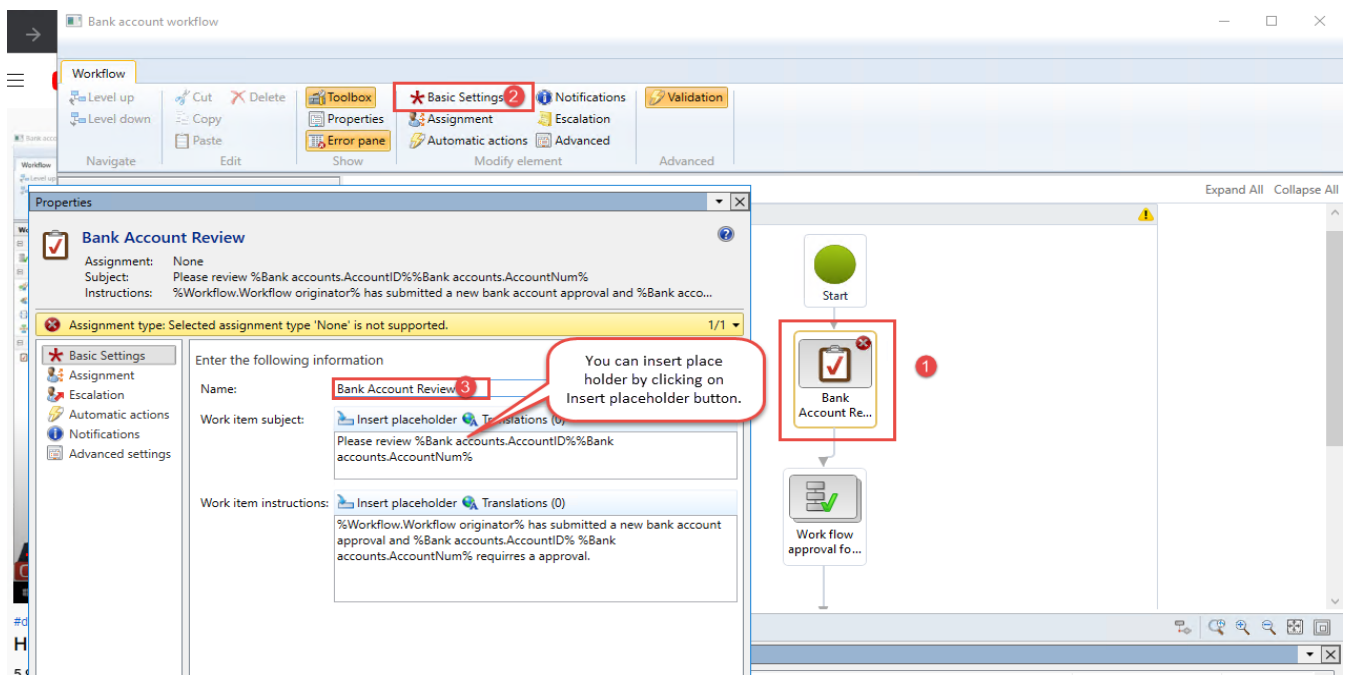 Bank account workflow
Workflow
Level up
Level down
Navigate
Cut
Delete
Copy
Paste
Edit
Toolbox
Properties
Error pane
Show
Basic Settings 2
Notifications
Assignment
Escalation
Automatic actions
Advanced
Modify element
Validation
Advanced
Expand All Collapse All
Properties
Bank Account Review
Assignment: None
Subject: Please review %Bank accounts.AccountID%%Bank accounts.AccountNum%
Instructions: %Workflow.Workflow originator% has submitted a new bank account approval and %Bank acco...
Assignment type: Selected assignment type 'None' is not supported. 1/1
Basic Settings
Assignment
Escalation
Automatic actions
Notifications
Advanced settings
Enter the following information
Name: Bank Account Review 3
You can insert place
holder by clicking on
Insert placeholder button.
Work item subject: Insert placeholder Translations (0)
Please review %Bank accounts.AccountID%%Bank
accounts.AccountNum%
Work item instructions: Insert placeholder Translations (0)
%Workflow.Workflow originator% has submitted a new bank account
approval and %Bank accounts.AccountID% %Bank
accounts.AccountNum% requirres a approval.
Start
Bank
Account Re...
1
Work flow
approval fo...
Workflow
#d
H